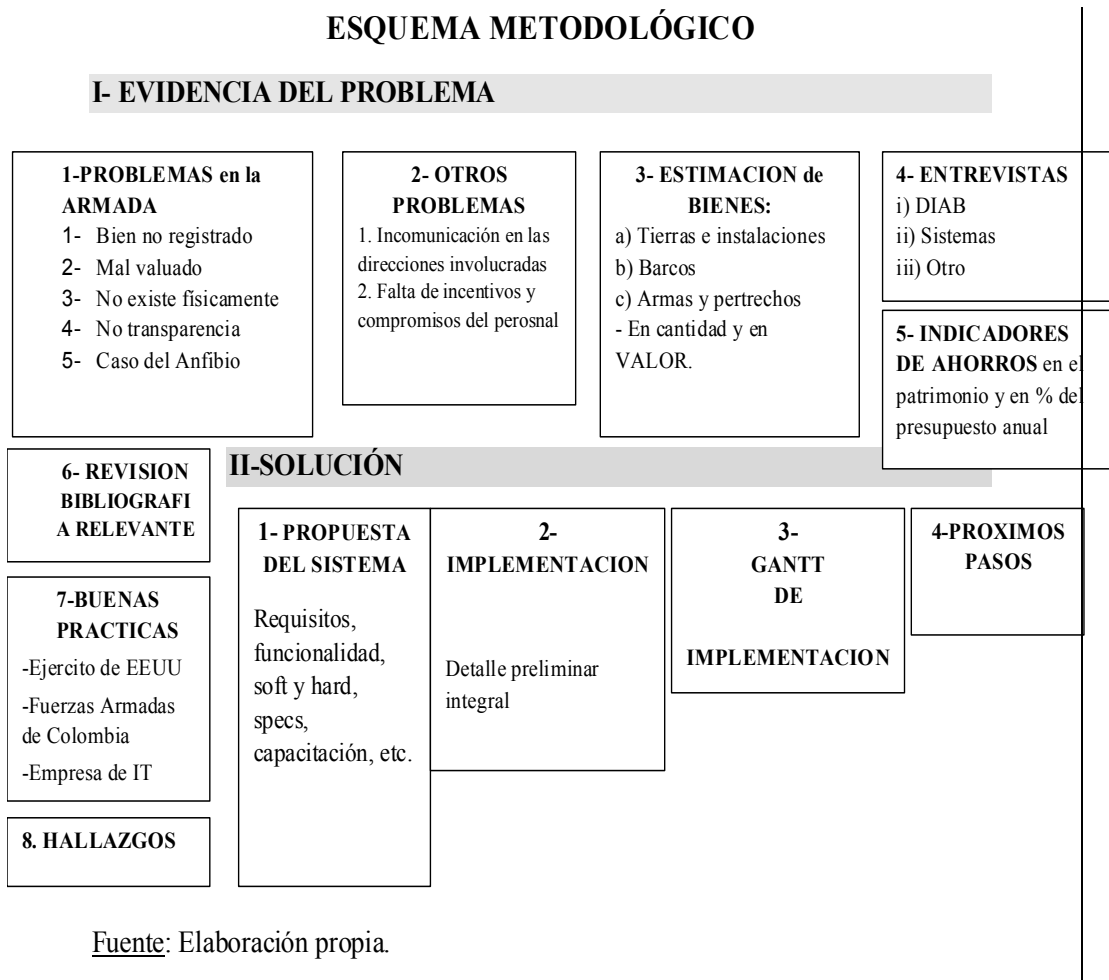 ESQUEMA METODOLÓGICO
I- EVIDENCIA DEL PROBLEMA
1-PROBLEMAS en la
ARMADA
1- Bien no registrado
2- Mal valuado
3- No existe físicamente
4- No transparencia
5- Caso del Anfibio
2- OTROS
PROBLEMAS
1. Incomunicación en las
direcciones involucradas
2. Falta de incentivos y
compromisos del perosnal
3- ESTIMACION de
BIENES:
a) Tierras e instalaciones
b) Barcos
c) Armas y pertrechos
- En cantidad y en
VALOR.
4- ENTREVISTAS
i) DIAB
ii) Sistemas
iii) Otro
5- INDICADORES
DE AHORROS en el
patrimonio y en % del
presupuesto anual
6- REVISION
BIBLIOGRAFI
A RELEVANTE
7-BUENAS
PRACTICAS
-Ejercito de EEUU
-Fuerzas Armadas
de Colombia
-Empresa de IT
8. HALLAZGOS
II-SOLUCIÓN
1- PROPUESTA
DEL SISTEMA
Requisitos,
funcionalidad,
soft y hard,
specs,
capacitación, etc.
2-
IMPLEMENTACION
Detalle preliminar
integral
3-
GANTT
DE
IMPLEMENTACION
4-PROXIMOS
PASOS
Fuente: Elaboración propia.